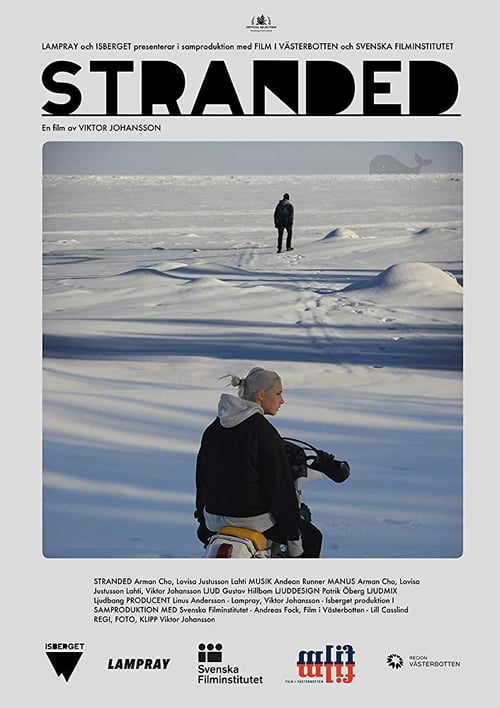 OFFICIAL SELECTION
LAMPRAY och ISBERGET presenterar i samproduktion med FILM I VÄSTERBOTTEN och SVENSKA FILMINSTITUTET
STRANDED
En film av VIKTOR JOHANSSON
STRANDED Arman Cho, Lovisa Justusson Lahti MUSIK Andean Runner MANUS Arman Cho, Lovisa
Justusson Lahti, Viktor Johansson LJUD Gustav Hillbom LJUDDESIGN Patrik Öberg LJUDMIX
Ljudbang PRODUCENT Linus Andersson - Lampray, Viktor Johansson - Isberget produktion I
SAMPRODUKTION MED Svenska Filminstitutet - Andreas Fock, Film i Västerbotten - Lill Casslind
REGI, FOTO, KLIPP Viktor Johansson
ISBERGET
LAMPRAY
Svenska
Filminstitutet
FILM I VÄSTERBOTTEN
REGION
VÄSTERBOTTEN